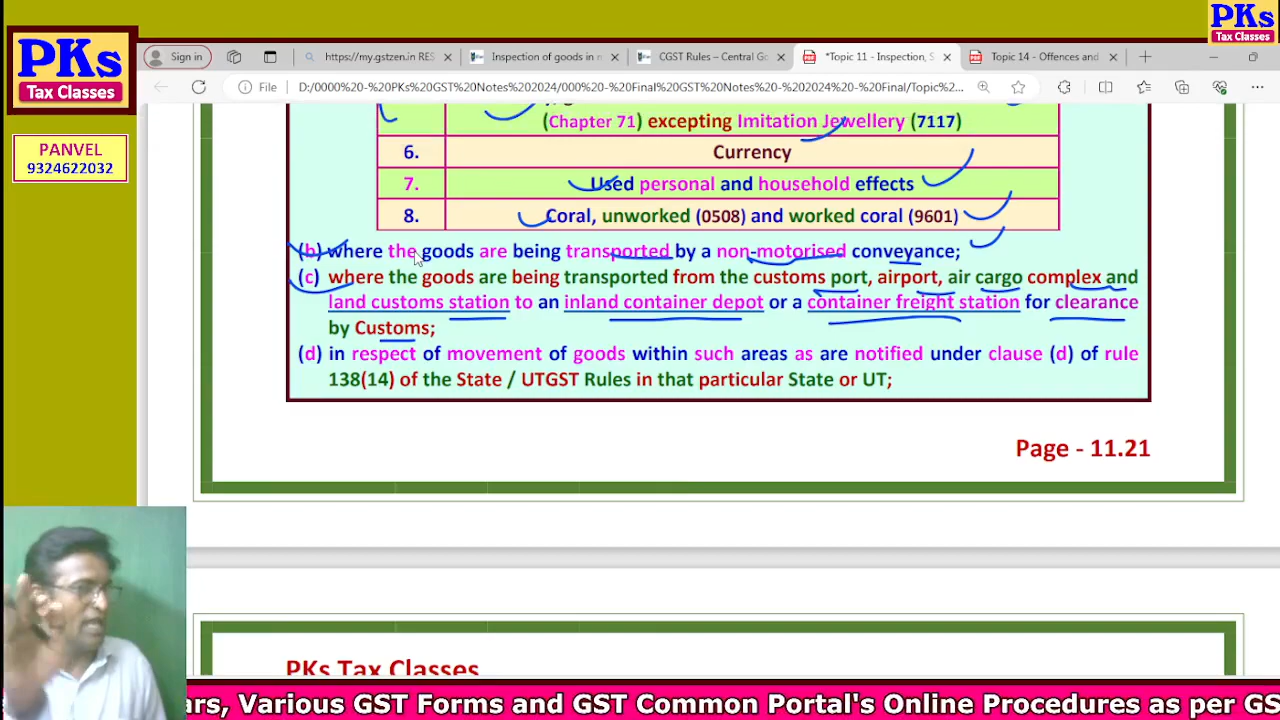 PKs
Tax Classes
PANVEL
9324622032
PKs
Tax Classes
Sign in
https://my.gstzen.in RES
Inspection of goods in m
CGST Rules – Central Go
*Topic 11 - Inspection, S
Topic 14 - Offences and
File
D:/0000%20-%20PKs%20GST%20Notes%202024/000%20-%20Final%20GST%20Notes%202024%20-%20Final/Topic%...
(Chapter 71) excepting Imitation Jewellery (7117)
6. Currency
7. Used personal and household effects
8. Coral, unworked (0508) and worked coral (9601)
(b) where the goods are being transported by a non-motorised conveyance;
(c) where the goods are being transported from the customs port, airport, air cargo complex and
land customs station to an inland container depot or a container freight station for clearance
by Customs;
(d) in respect of movement of goods within such areas as are notified under clause (d) of rule
138(14) of the State / UTGST Rules in that particular State or UT;
Page - 11.21
PKs Tax Classes
ars, Various GST Forms and GST Common Portal's Online Procedures as per GS